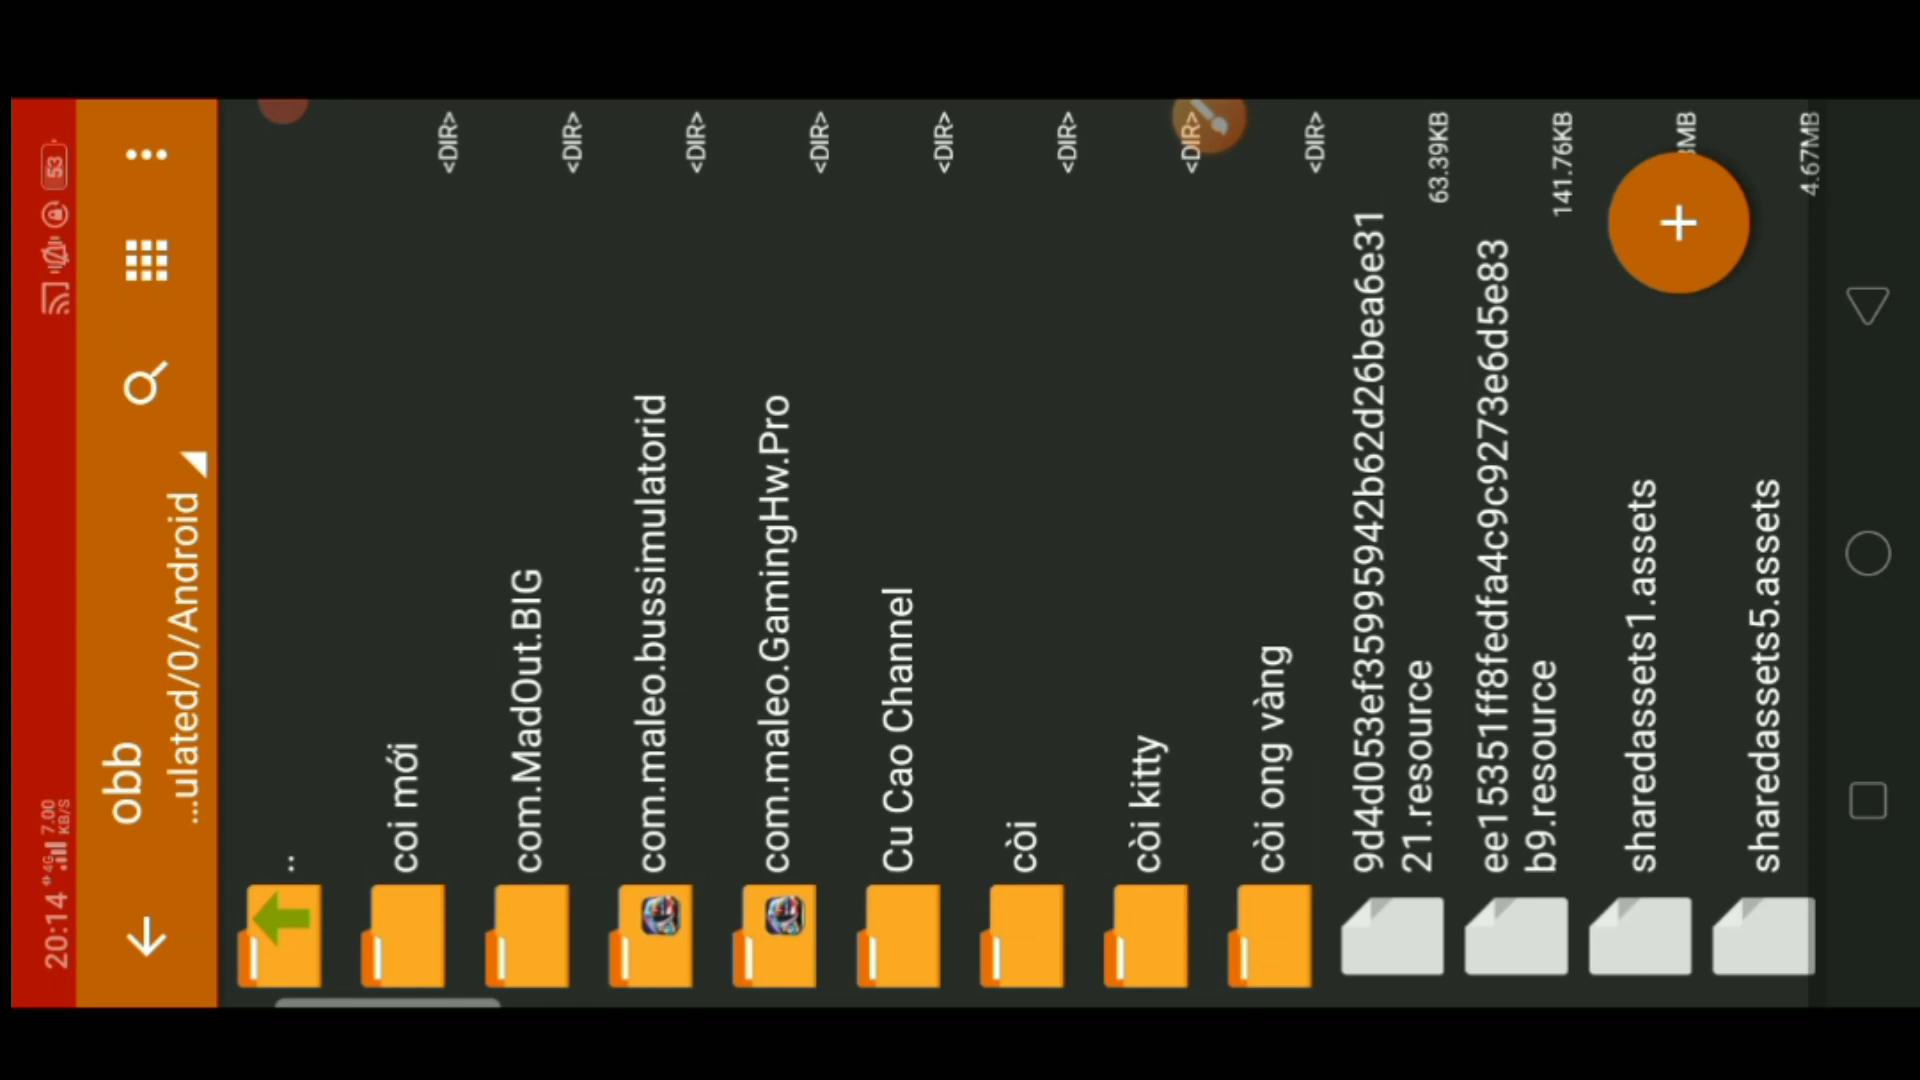 20:14 4G 7.00 KB/S 53
obb
...ulated/0/Android
..
coi mới
<DIR>
com.MadOut.BIG
<DIR>
com.maleo.bussimulatorid
<DIR>
com.maleo.GamingHw.Pro
<DIR>
Cu Cao Channel
<DIR>
còi
<DIR>
còi kitty
<DIR>
còi ong vàng
<DIR>
9d4d053ef35995942b62d26bea6e31
21.resource
63.39KB
ee15351ff8fedfa4c9c9273e6d5e83
b9.resource
141.76KB
sharedassets1.assets
sharedassets5.assets
4.67MB